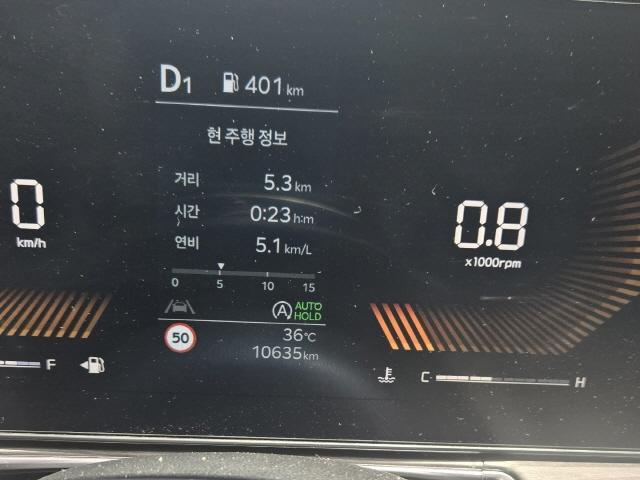 D1 401 km
현 주행 정보
거리 5.3 km
시간 0:23 h:m
연비 5.1 km/L
0 5 10 15
AUTO
HOLD
A
50 36℃
10635 km
0
km/h
F
0.8
x1000rpm
C H